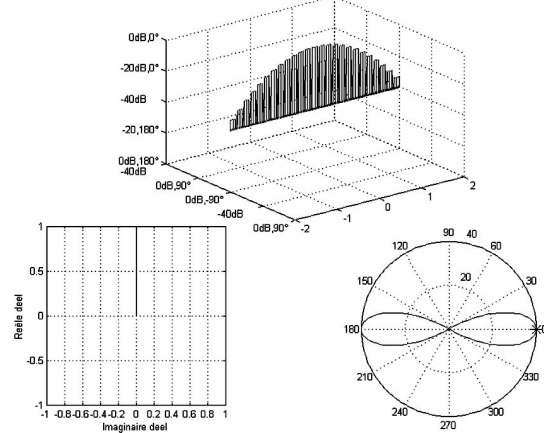 0dB,0°
-20dB,0°
-40dB
-20,180°
0dB,180°
-40dB
0dB,90°
0dB,-90°
-40dB
0dB,90°
-2
-1
0
1
2
1
0.5
0
-0.5
-1
Reële deel
-1 -0.8-0.6-0.4-0.2 0 0.2 0.4 0.6 0.8 1
Imaginaire deel
90 40
120 60
150 20 30
180
210 330
240 300
270